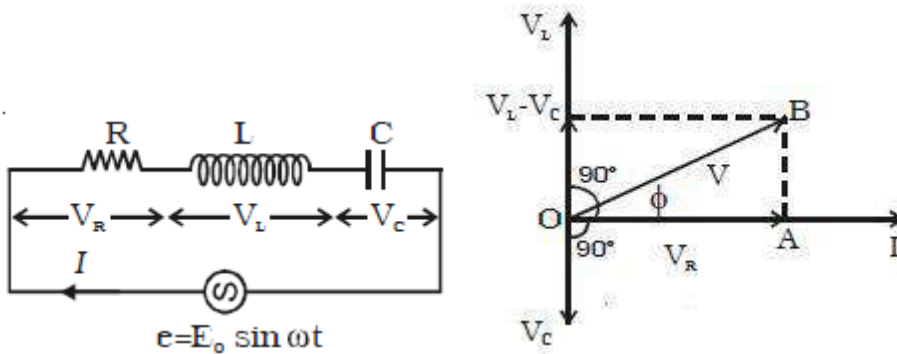 R L C
V_R V_L V_C
I
e=E_o sin ωt
V_L
V_L-V_C B
90° V
O ϕ
90° V_R A I
V_C